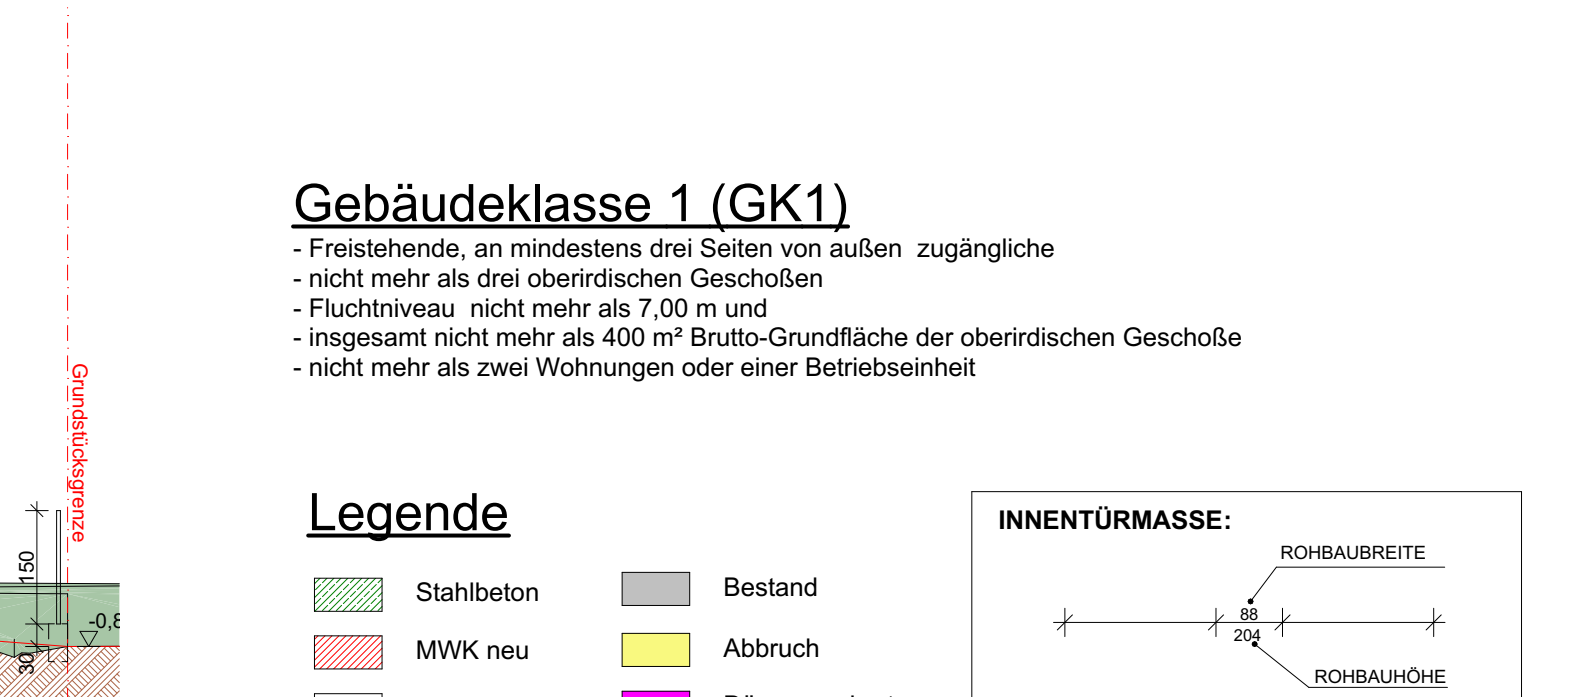 Gebäudeklasse 1 (GK1)
- Freistehende, an mindestens drei Seiten von außen  zugängliche
- nicht mehr als drei oberirdischen Geschoßen
- Fluchtniveau  nicht mehr als 7,00 m und
- insgesamt nicht mehr als 400 m² Brutto-Grundfläche der oberirdischen Geschoße
- nicht mehr als zwei Wohnungen oder einer Betriebseinheit
Grundstücksgrenze
150
-0,8
30
Legende
Stahlbeton
Bestand
MWK neu
Abbruch
INNENTÜRMASSE:
ROHBAUBREITE
88
204
ROHBAUHÖHE